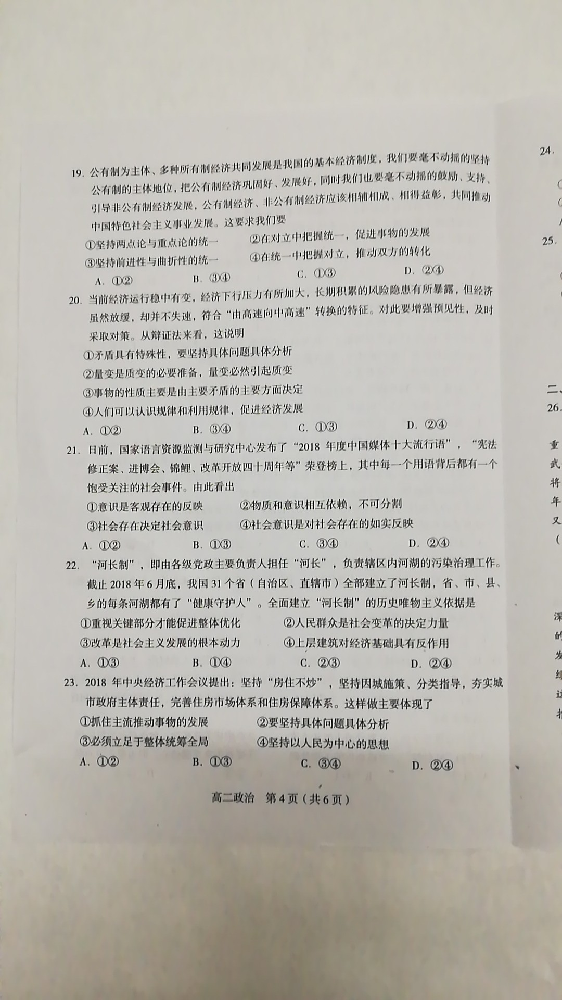 19. 公有制为主体、多种所有制经济共同发展是我国的基本经济制度，我们要毫不动摇的坚持
公有制的主体地位，把公有制经济巩固好、发展好，同时我们也要毫不动摇的鼓励、支持、
引导非公有制经济发展，公有制经济、非公有制经济应该相辅相成、相得益彰，共同推动
中国特色社会主义事业发展。这要求我们要
①坚持两点论与重点论的统一 ②在对立中把握统一，促进事物的发展
③坚持前进性与曲折性的统一 ④在统一中把握对立，推动双方的转化
A. ①② B. ③④ C. ①③ D. ②④
20. 当前经济运行稳中有变，经济下行压力有所加大，长期积累的风险隐患有所暴露，但经济
虽然放缓，却并不失速，符合“由高速向中高速”转换的特征。对此要增强预见性，及时
采取对策。从辩证法来看，这说明
①矛盾具有特殊性，要坚持具体问题具体分析
②量变是质变的必要准备，量变必然引起质变
③事物的性质主要是由主要矛盾的主要方面决定
④人们可以认识规律和利用规律，促进经济发展
A. ①② B. ③④ C. ①③ D. ②④
21. 日前，国家语言资源监测与研究中心发布了“2018 年度中国媒体十大流行语”，“宪法
修正案、进博会、锦鲤、改革开放四十周年等”荣登榜上，其中每一个用语背后都有一个
饱受关注的社会事件。由此看出
①意识是客观存在的反映 ②物质和意识相互依赖，不可分割
③社会存在决定社会意识 ④社会意识是对社会存在的如实反映
A. ①② B. ①③ C. ③④ D. ②④
22. “河长制”，即由各级党政主要负责人担任“河长”，负责辖区内河湖的污染治理工作。
截止 2018 年 6 月底，我国 31 个省（自治区、直辖市）全部建立了河长制，省、市、县、
乡的每条河湖都有了“健康守护人”。全面建立“河长制”的历史唯物主义依据是
①重视关键部分才能促进整体优化 ②人民群众是社会变革的决定力量
③改革是社会主义发展的根本动力 ④上层建筑对经济基础具有反作用
A. ①③ B. ①④ C. ②③ D. ②④
23. 2018 年中央经济工作会议提出：坚持“房住不炒”，坚持因城施策、分类指导，夯实城
市政府主体责任，完善住房市场体系和住房保障体系。这样做主要体现了
①抓住主流推动事物的发展 ②要坚持具体问题具体分析
③必须立足于整体统筹全局 ④坚持以人民为中心的思想
A. ①② B. ①③ C. ③④ D. ②④
高二政治 第 4 页（共 6 页）
24.
25.
二、
26.
重
武
将
年
又
（
深
的
发